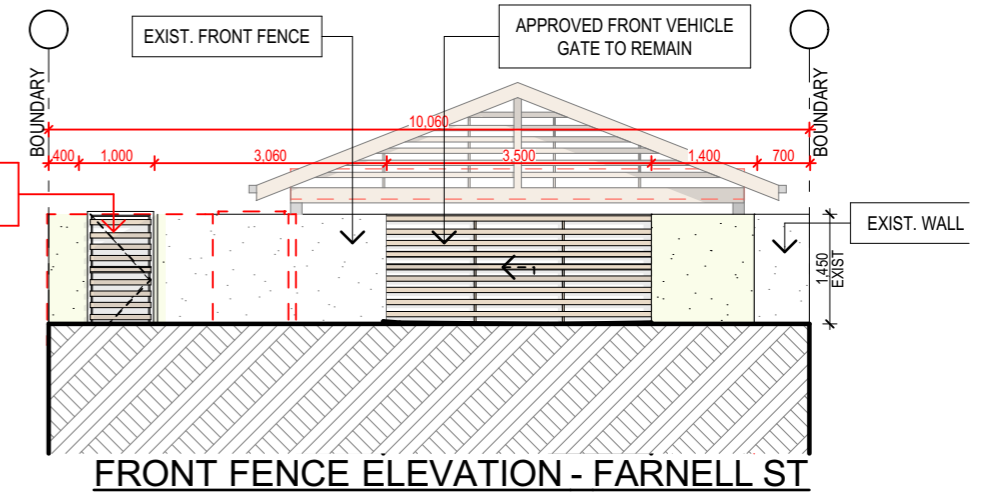 EXIST. FRONT FENCE
APPROVED FRONT VEHICLE
GATE TO REMAIN
BOUNDARY
BOUNDARY
10,060
400
1,000
3,060
3,500
1,400
700
EXIST. WALL
1,450
EXIST
FRONT FENCE ELEVATION - FARNELL ST